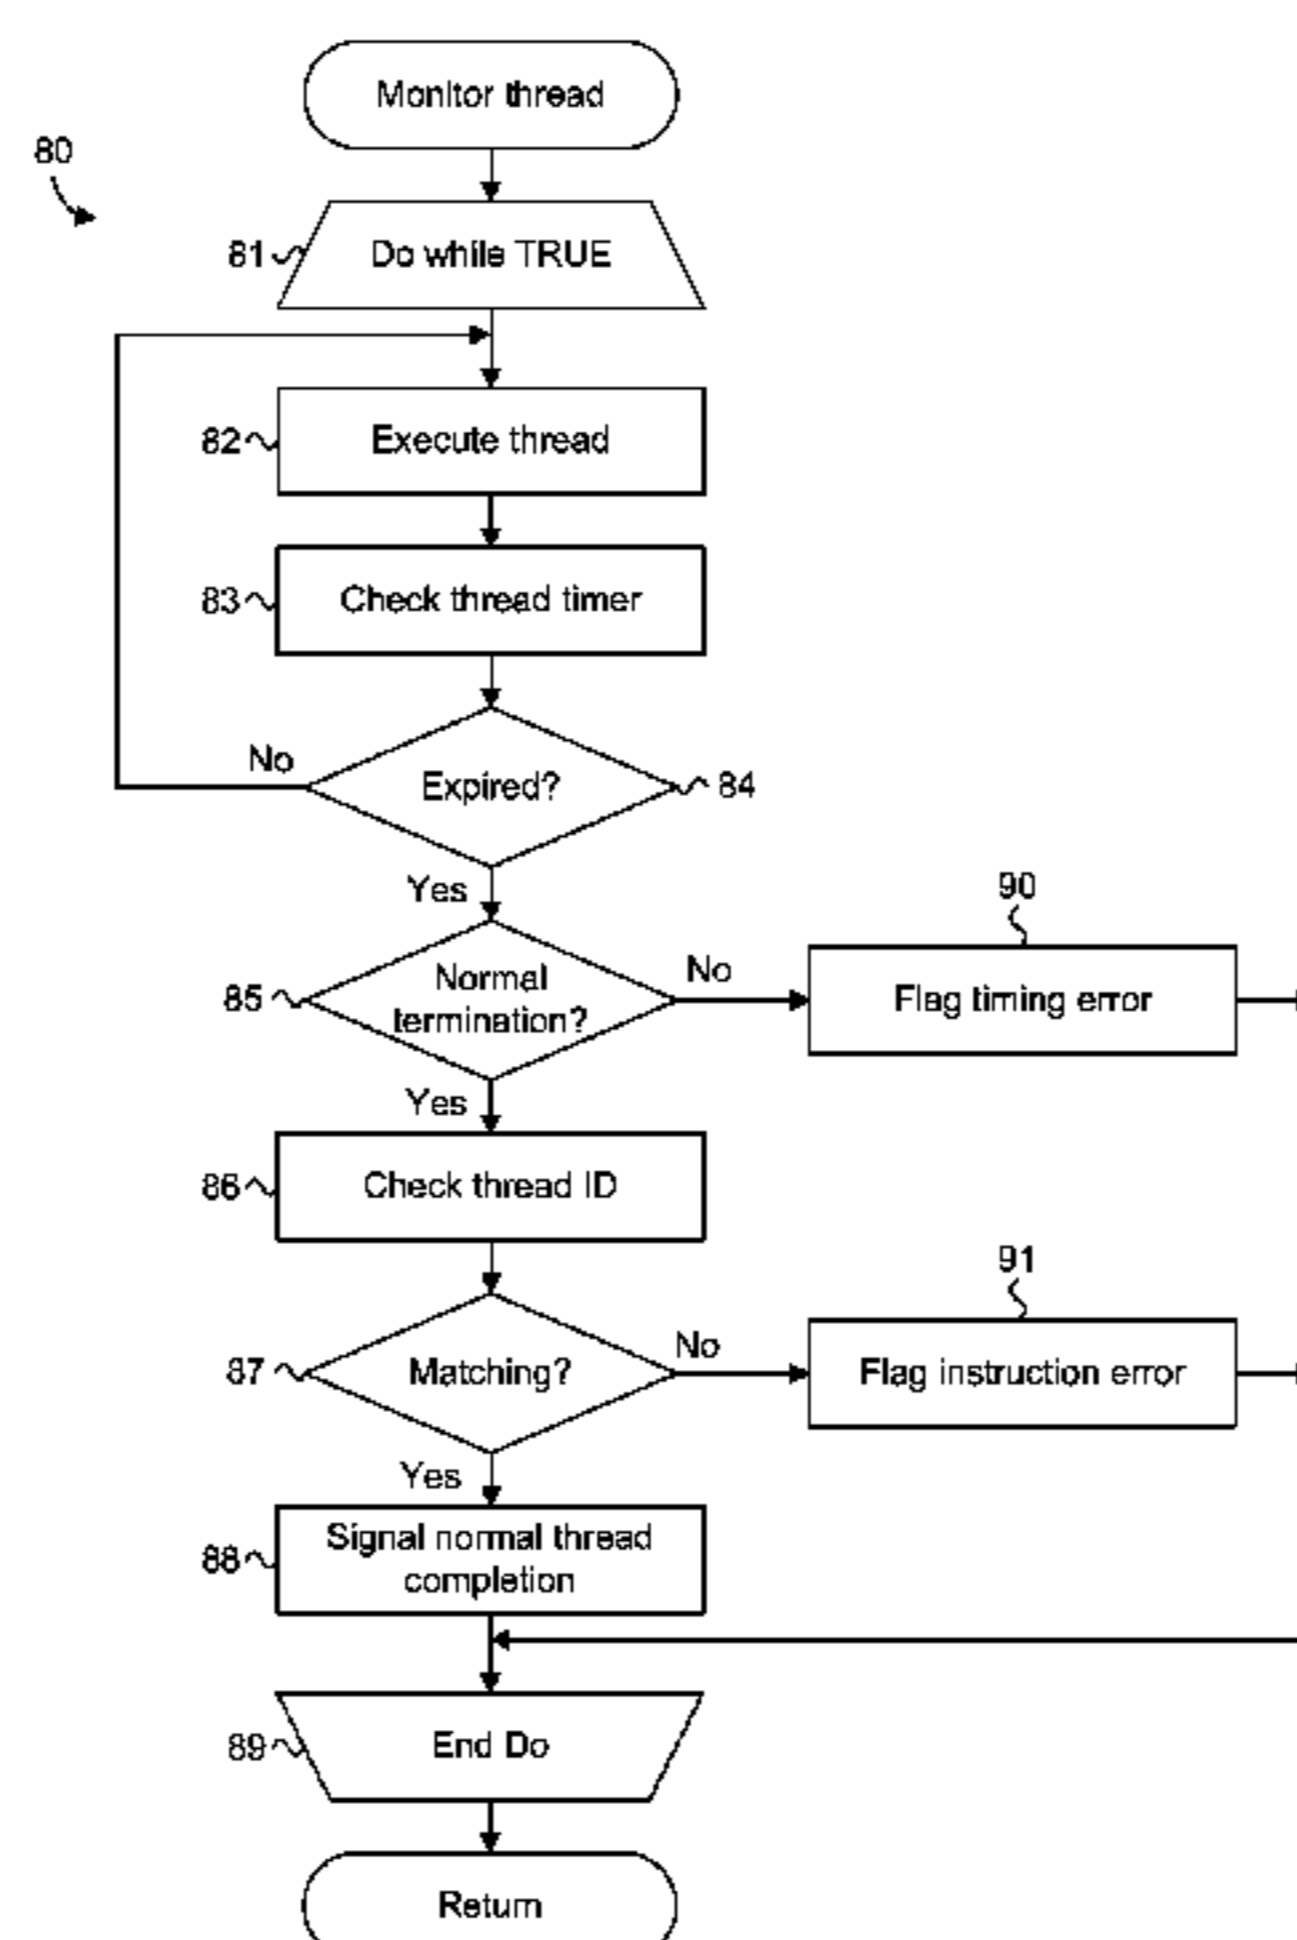 Monitor thread
80
81
Do while TRUE
82
Execute thread
83
Check thread timer
No
Expired?
84
Yes
90
85
Normal
termination?
No
Flag timing error
Yes
86
Check thread ID
91
87
Matching?
No
Flag instruction error
Yes
88
Signal normal thread
completion
89
End Do
Return